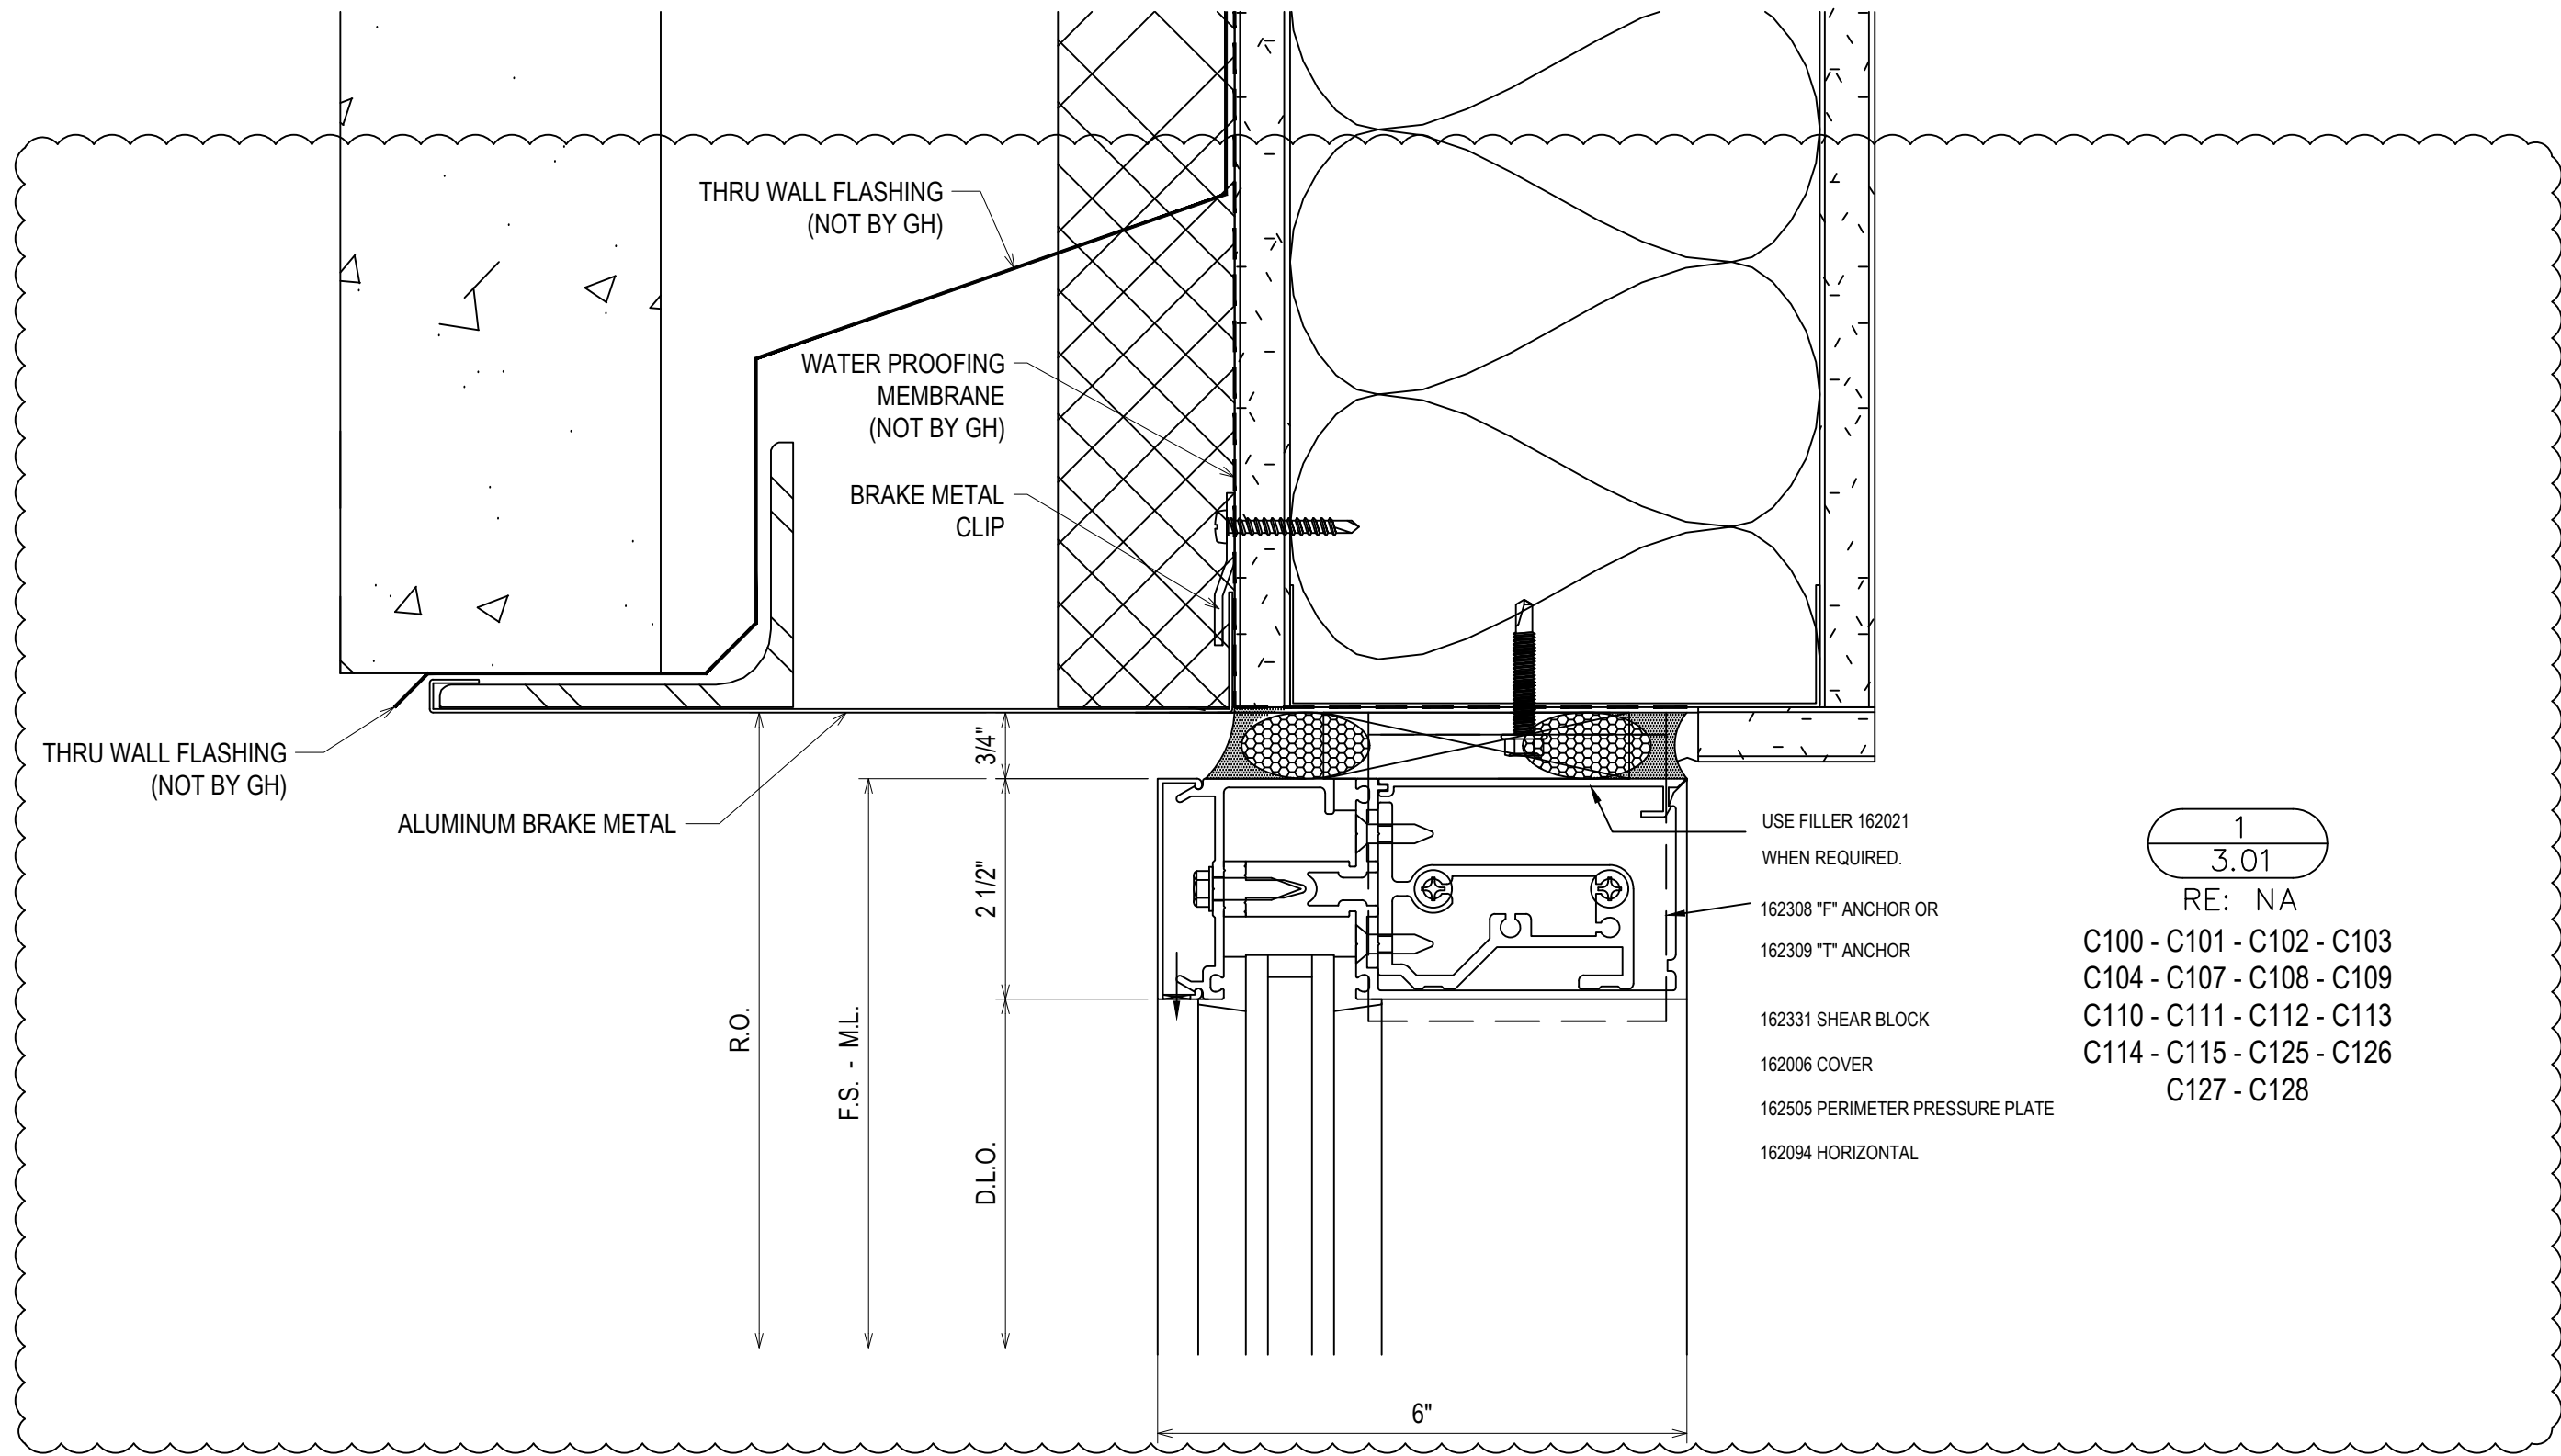 THRU WALL FLASHING
(NOT BY GH)
WATER PROOFING
MEMBRANE
(NOT BY GH)
BRAKE METAL
CLIP
THRU WALL FLASHING
(NOT BY GH)
ALUMINUM BRAKE METAL
3/4"
2 1/2"
R.O.
F.S. - M.L.
D.L.O.
6"
USE FILLER 162021
WHEN REQUIRED.
162308 "F" ANCHOR OR
162309 "T" ANCHOR
162331 SHEAR BLOCK
162006 COVER
162505 PERIMETER PRESSURE PLATE
162094 HORIZONTAL
1
3.01
RE: NA
C100 - C101 - C102 - C103
C104 - C107 - C108 - C109
C110 - C111 - C112 - C113
C114 - C115 - C125 - C126
C127 - C128